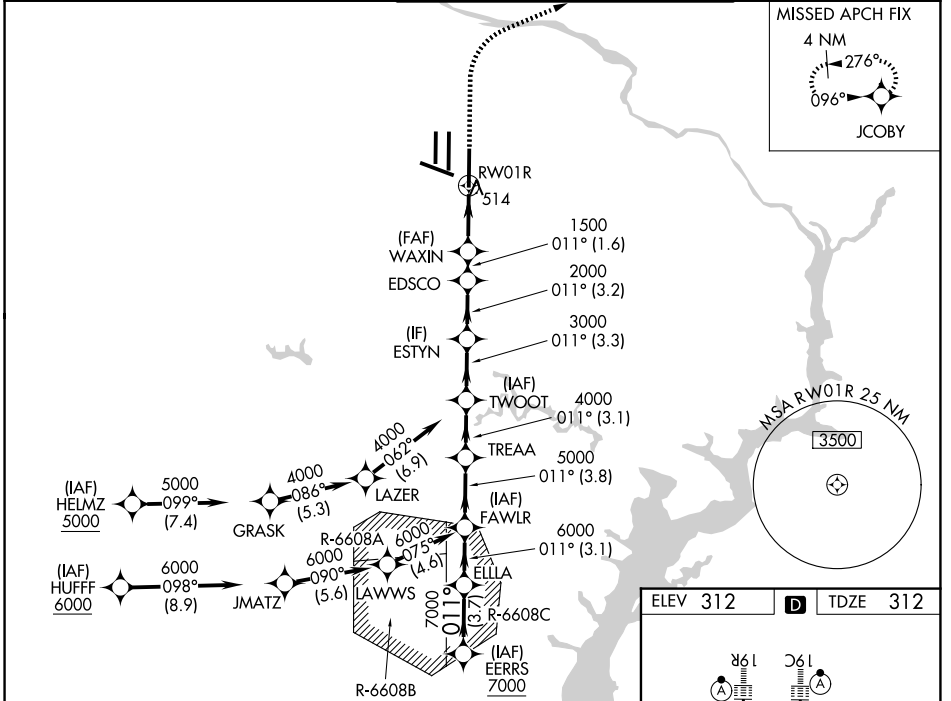 MISSED APCH FIX
4 NM
276°
096°
JCOBY
RW01R
514
(FAF)
WAXIN
1500
011° (1.6)
EDSCO
2000
011° (3.2)
(IF)
ESTYN
3000
011° (3.3)
(IAF)
TWOOT
4000
011° (3.1)
TREAA
5000
011° (3.8)
MSA RW01R 25 NM
3500
(IAF)
HELMZ
5000
5000
099°
(7.4)
GRASK
4000
086°
(5.3)
LAZER
4000
062°
(6.9)
(IAF)
FAWLR
6000
011° (3.1)
R-6608A
(IAF)
HUFFF
6000
6000
098°
(8.9)
JMATZ
6000
090°
(5.6)
LAWWS
6000
075°
(4.6)
ELLLA
7000
011°
(3.7)
R-6608C
(IAF)
EERRS
7000
R-6608B
ELEV 312
D
TDZE 312
19R
19C
A
A